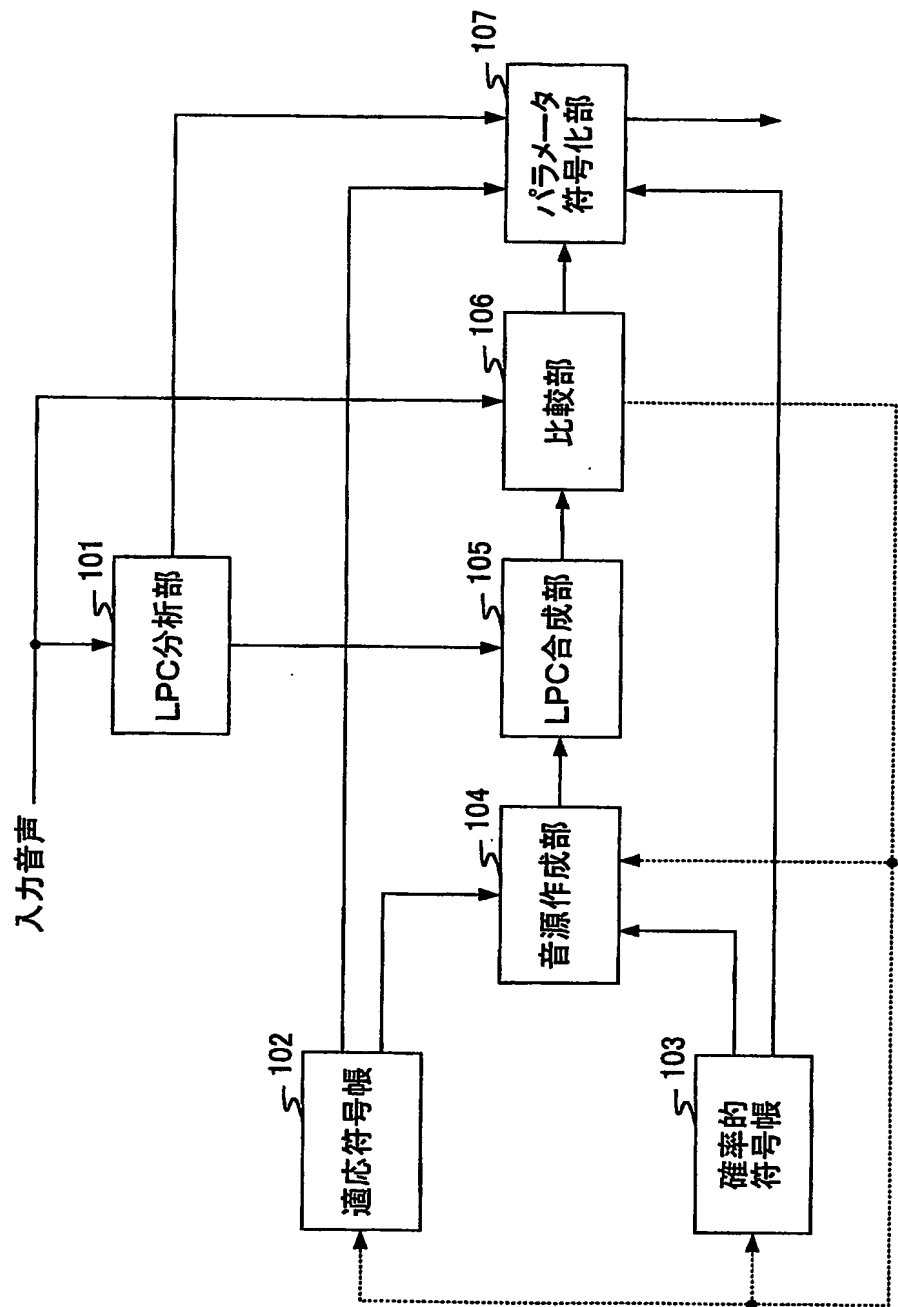 入力音声
101
LPC分析部
102
適応符号帳
103
確率的
符号帳
104
音源作成部
105
LPC合成部
106
比較部
107
パラメータ
符号化部